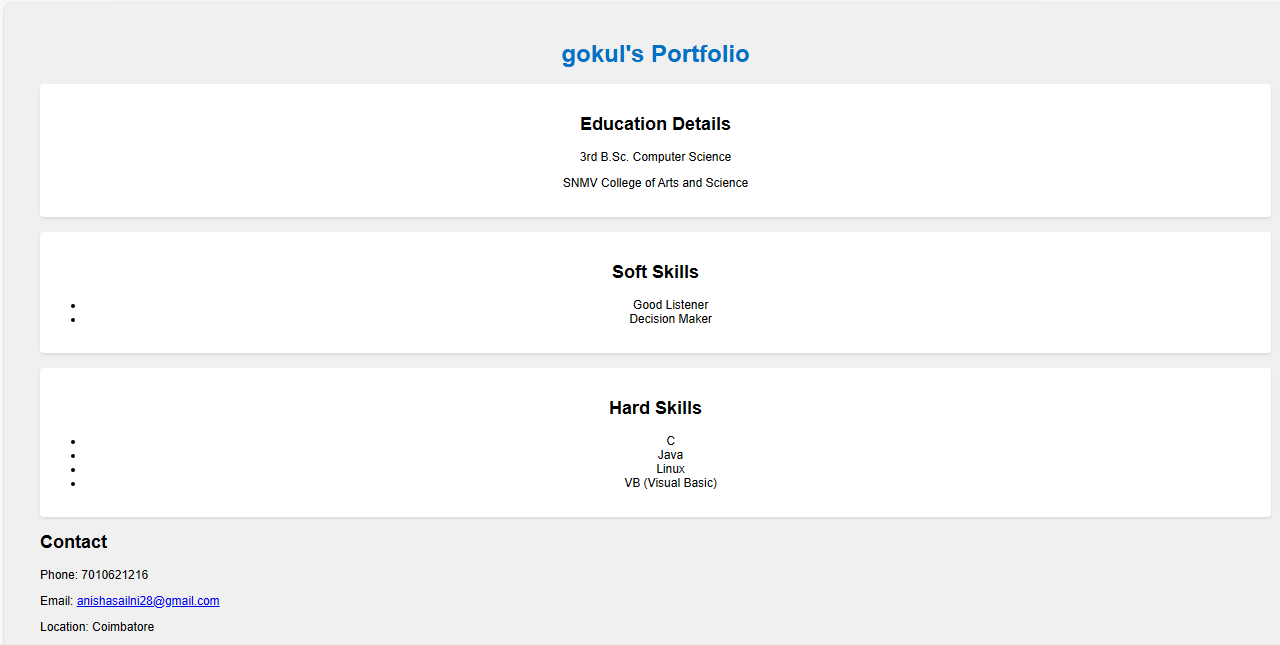 gokul's Portfolio
Education Details
3rd B.Sc. Computer Science
SNMV College of Arts and Science
Soft Skills
• Good Listener
• Decision Maker
Hard Skills
• C
• Java
• Linux
• VB (Visual Basic)
Contact
Phone: 7010621216
Email: anishasailni28@gmail.com
Location: Coimbatore